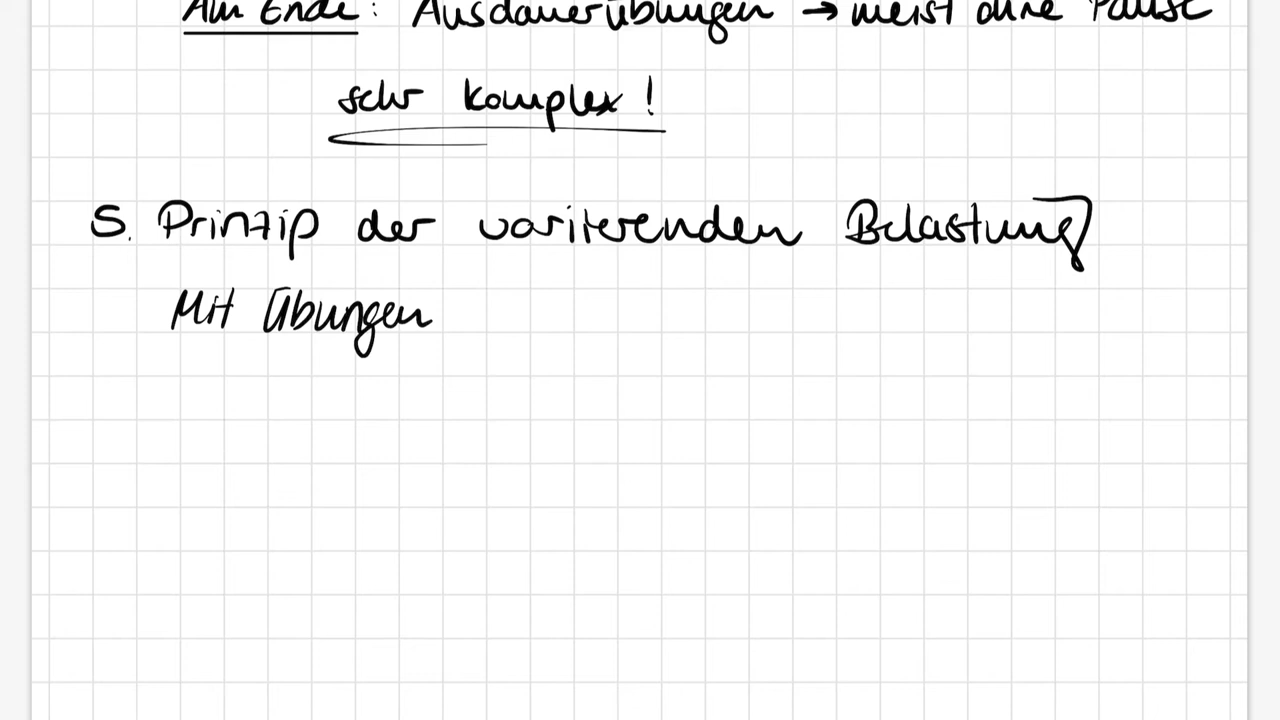 Am Ende: Ausdauerübungen → meist ohne Pause
sehr komplex!
5. Prinzip der variierenden Belastung
Mit Übungen